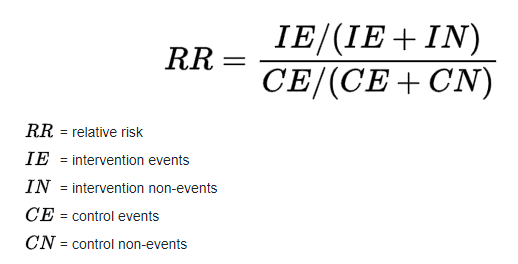 RR = IE/(IE + IN)
CE/(CE + CN)
RR = relative risk
IE = intervention events
IN = intervention non-events
CE = control events
CN = control non-events